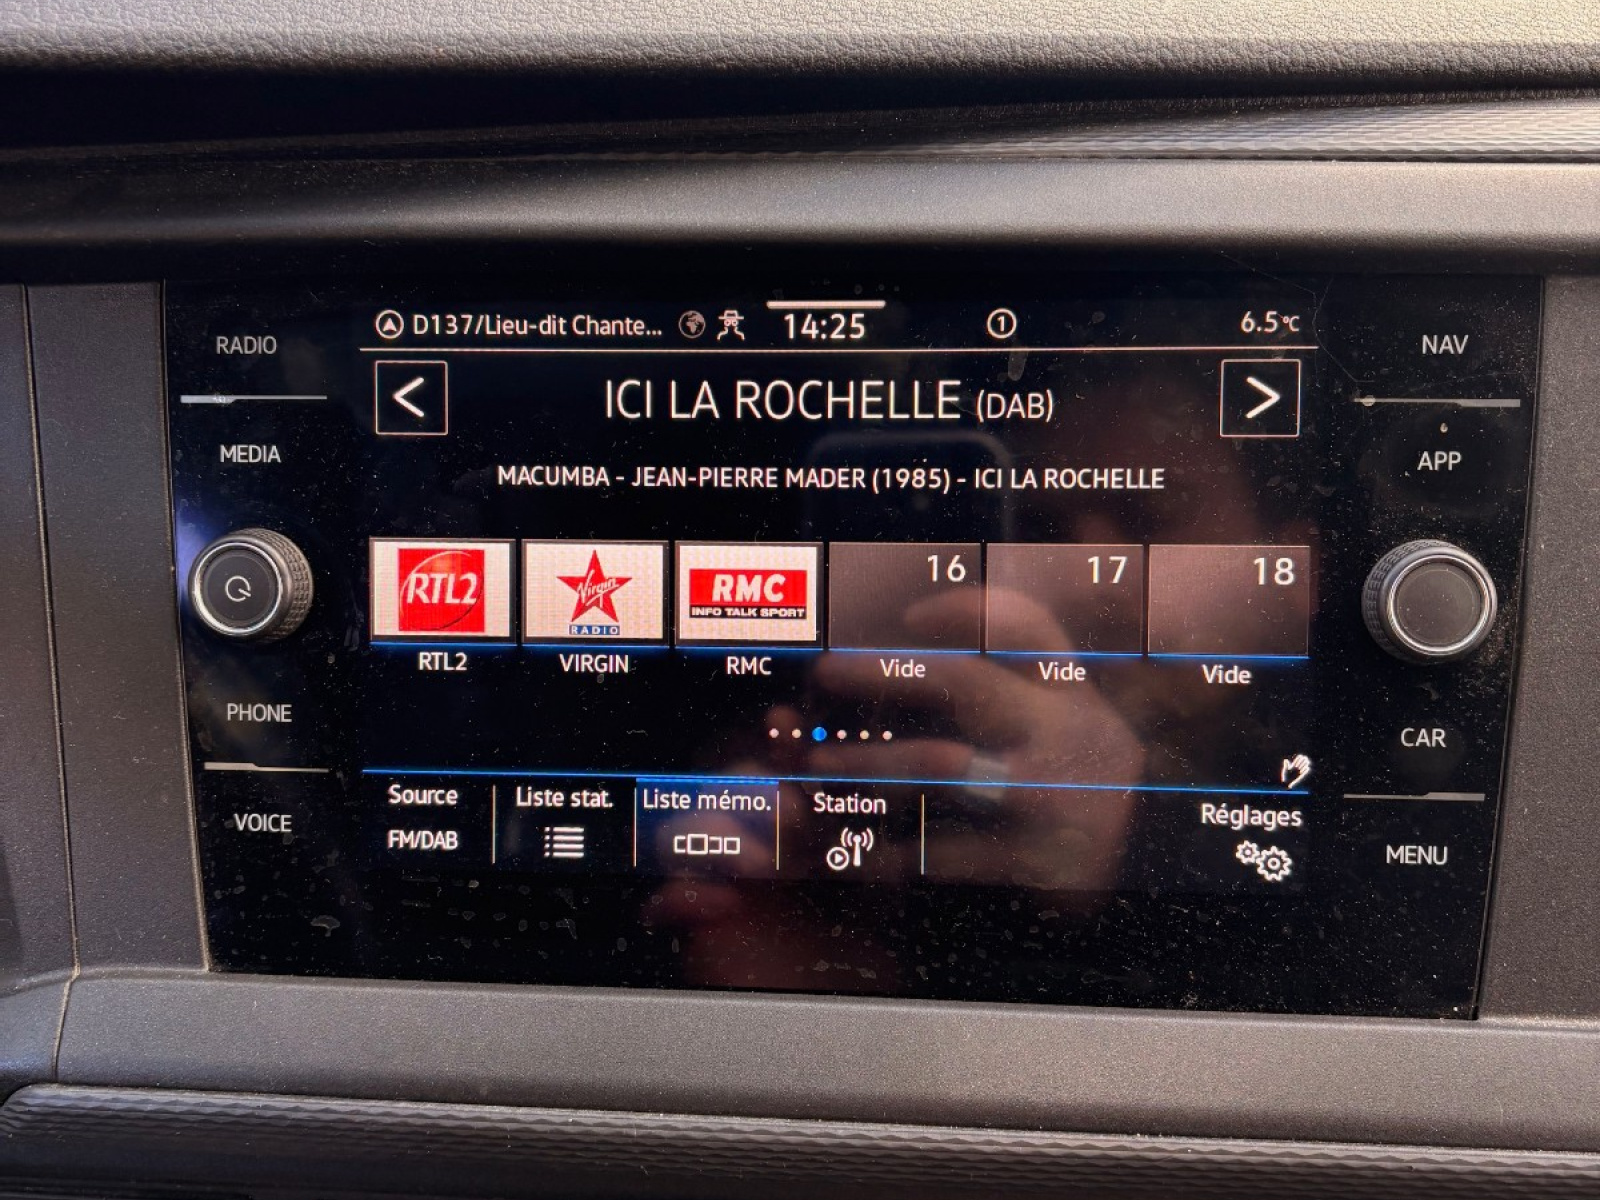 RADIO
MEDIA
PHONE
VOICE
D137/Lieu-dit Chante... 14:25 1 6.5°C
< ICI LA ROCHELLE (DAB) >
MACUMBA - JEAN-PIERRE MADER (1985) - ICI LA ROCHELLE
RTL2
Virgin
RADIO
RMC
INFO TALK SPORT
16 17 18
RTL2 VIRGIN RMC Vide Vide Vide
Source Liste stat. Liste mémo. Station Réglages
FM/DAB
NAV
APP
CAR
MENU